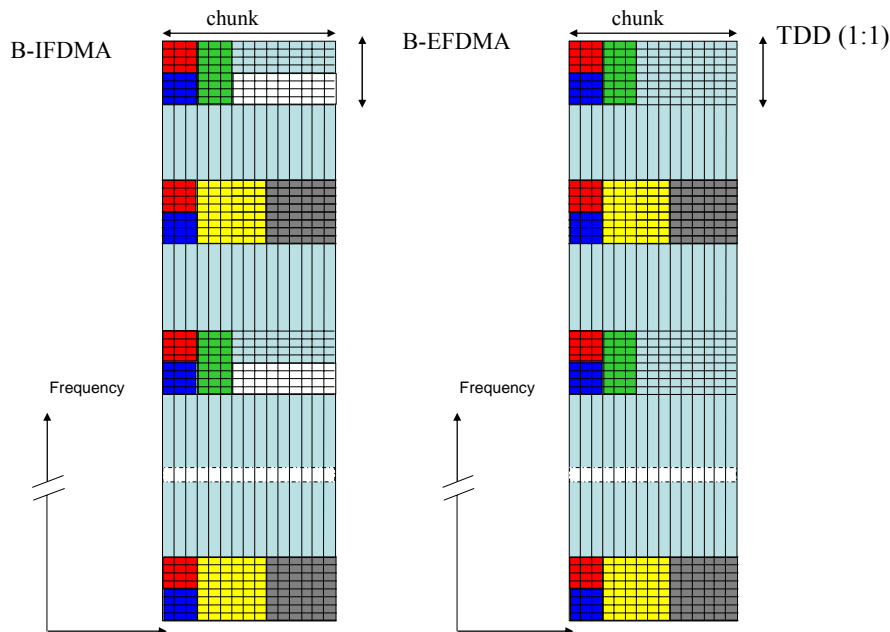 chunk
B-IFDMA
chunk
B-EFDMA
TDD (1:1)
Frequency
Frequency